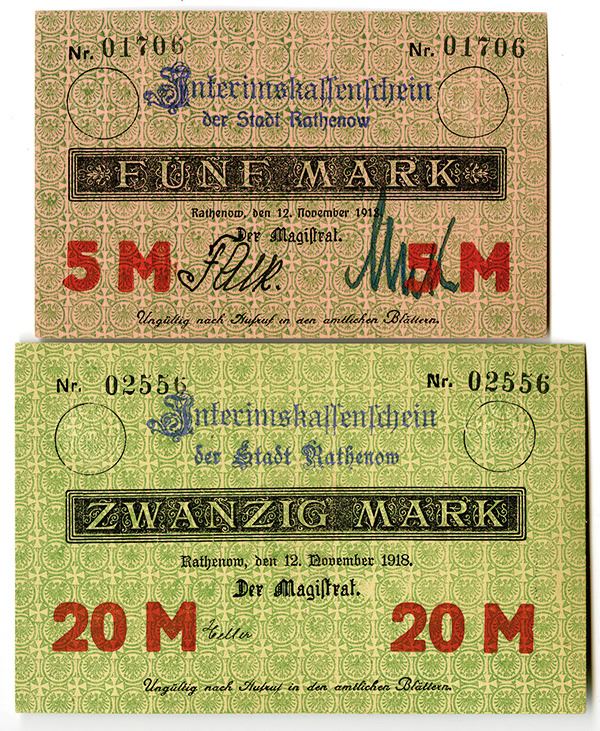 Nr. 01706 Nr. 01706
Interimskassenschein
der Stadt Rathenow
FÜNF MARK
Rathenow, den 12. November 1918.
Der Magistrat.
5 M Falk. 5 M
Ungültig nach Aufruf in den amtlichen Blättern.
Nr. 02556 Nr. 02556
Interimskassenschein
der Stadt Rathenow
ZWANZIG MARK
Rathenow, den 12. November 1918.
Der Magistrat.
20 M Heller 20 M
Ungültig nach Aufruf in den amtlichen Blättern.